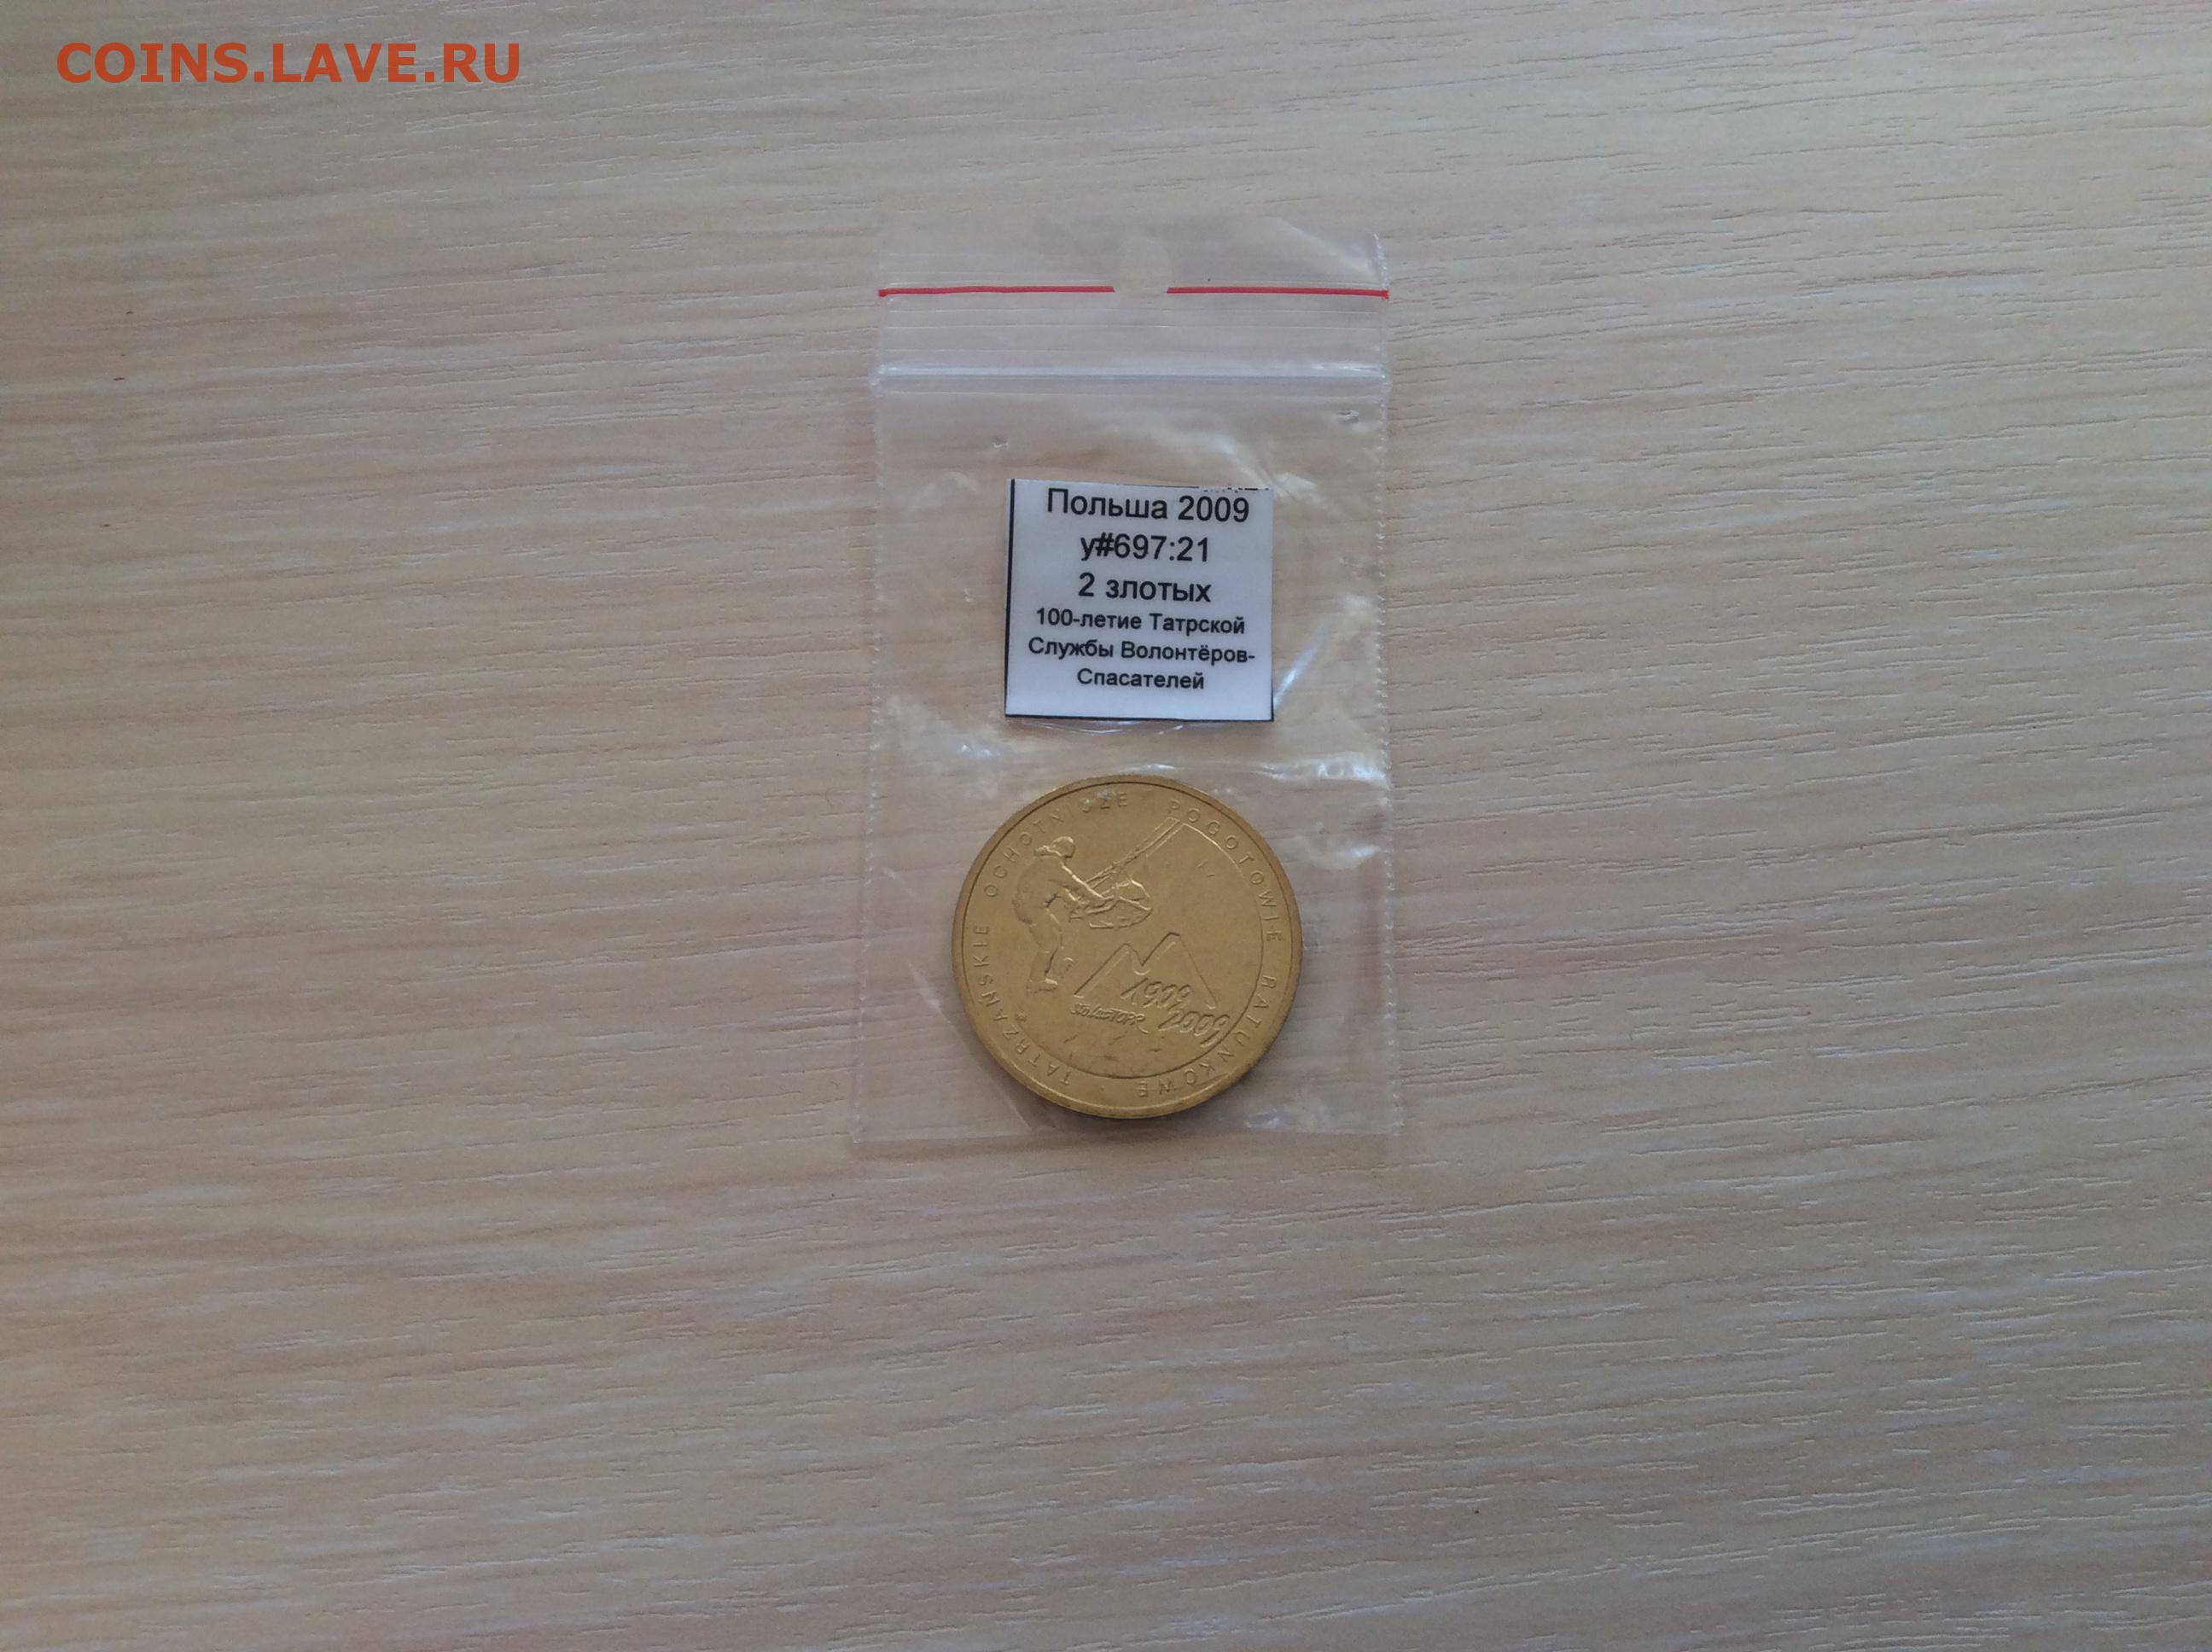 COINS.LAVE.RU
Польша 2009
y#697:21
2 злотых
100-летие Татрской
Службы Волонтёров-
Спасателей
TATRZAŃSKIE OCHOTNICZE POGOTOWIE RATUNKOWE
1909
2009
TOPR